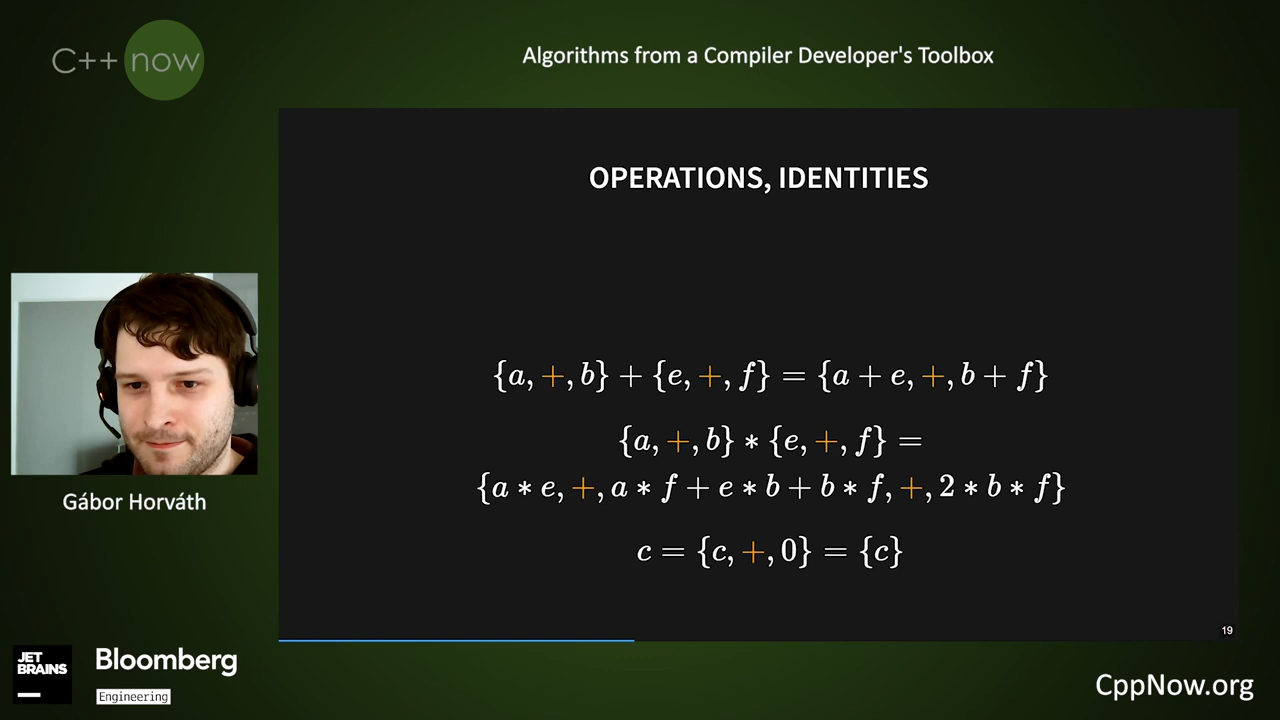 C++ now
Algorithms from a Compiler Developer's Toolbox
OPERATIONS, IDENTITIES
{a, +, b} + {e, +, f} = {a + e, +, b + f}
{a, +, b} ∗ {e, +, f} =
{a ∗ e, +, a ∗ f + e ∗ b + b ∗ f, +, 2 ∗ b ∗ f}
c = {c, +, 0} = {c}
Gábor Horváth
19
JET
BRAINS
Bloomberg
Engineering
CppNow.org